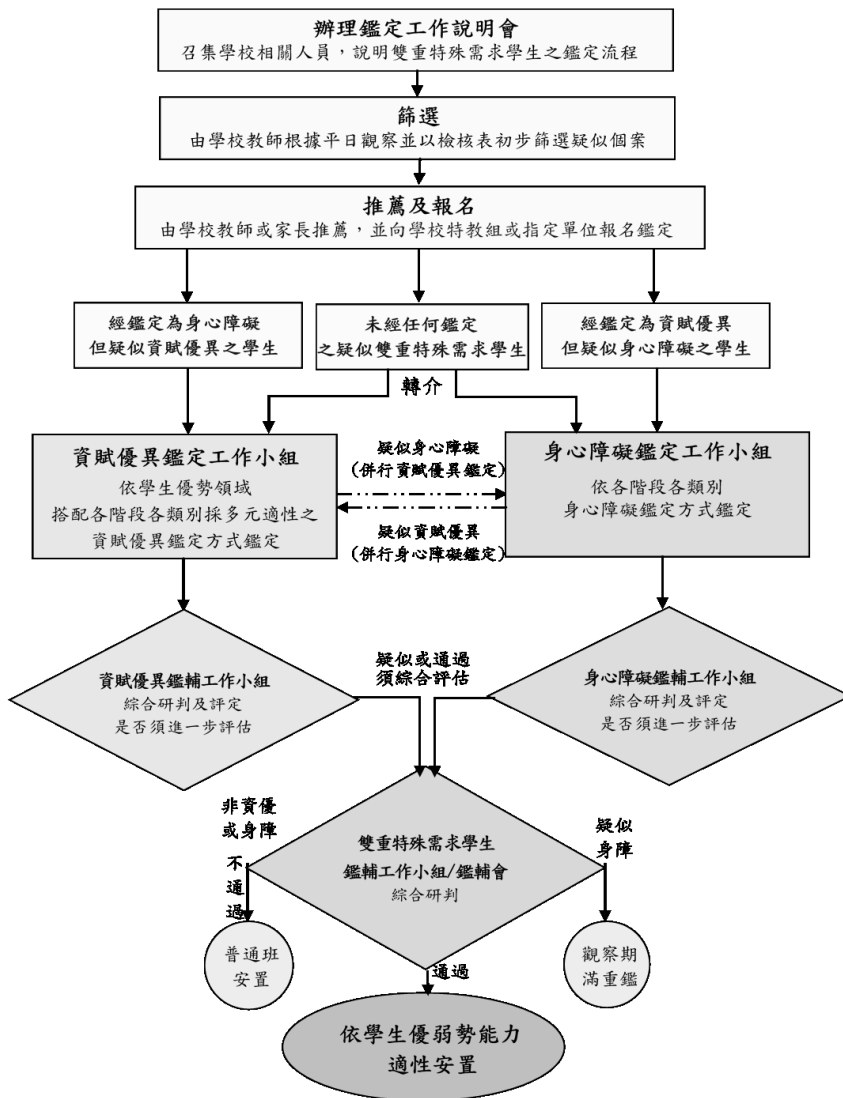 辦理鑑定工作說明會
召集學校相關人員，說明雙重特殊需求學生之鑑定流程
篩選
由學校教師根據平日觀察並以檢核表初步篩選疑似個案
推薦及報名
由學校教師或家長推薦，並向學校特教組或指定單位報名鑑定
經鑑定為身心障礙
但疑似資賦優異之學生
未經任何鑑定
之疑似雙重特殊需求學生
經鑑定為資賦優異
但疑似身心障礙之學生
轉介
資賦優異鑑定工作小組
依學生優勢領域
搭配各階段各類別採多元適性之
資賦優異鑑定方式鑑定
疑似身心障礙
(併行資賦優異鑑定)
疑似資賦優異
(併行身心障礙鑑定)
身心障礙鑑定工作小組
依各階段各類別
身心障礙鑑定方式鑑定
資賦優異鑑輔工作小組
綜合研判及評定
是否須進一步評估
疑似或通過
須綜合評估
身心障礙鑑輔工作小組
綜合研判及評定
是否須進一步評估
非資優
或身障
不
通
過
雙重特殊需求學生
鑑輔工作小組/鑑輔會
綜合研判
疑似
身障
普通班
安置
觀察期
滿重鑑
通過
依學生優弱勢能力
適性安置